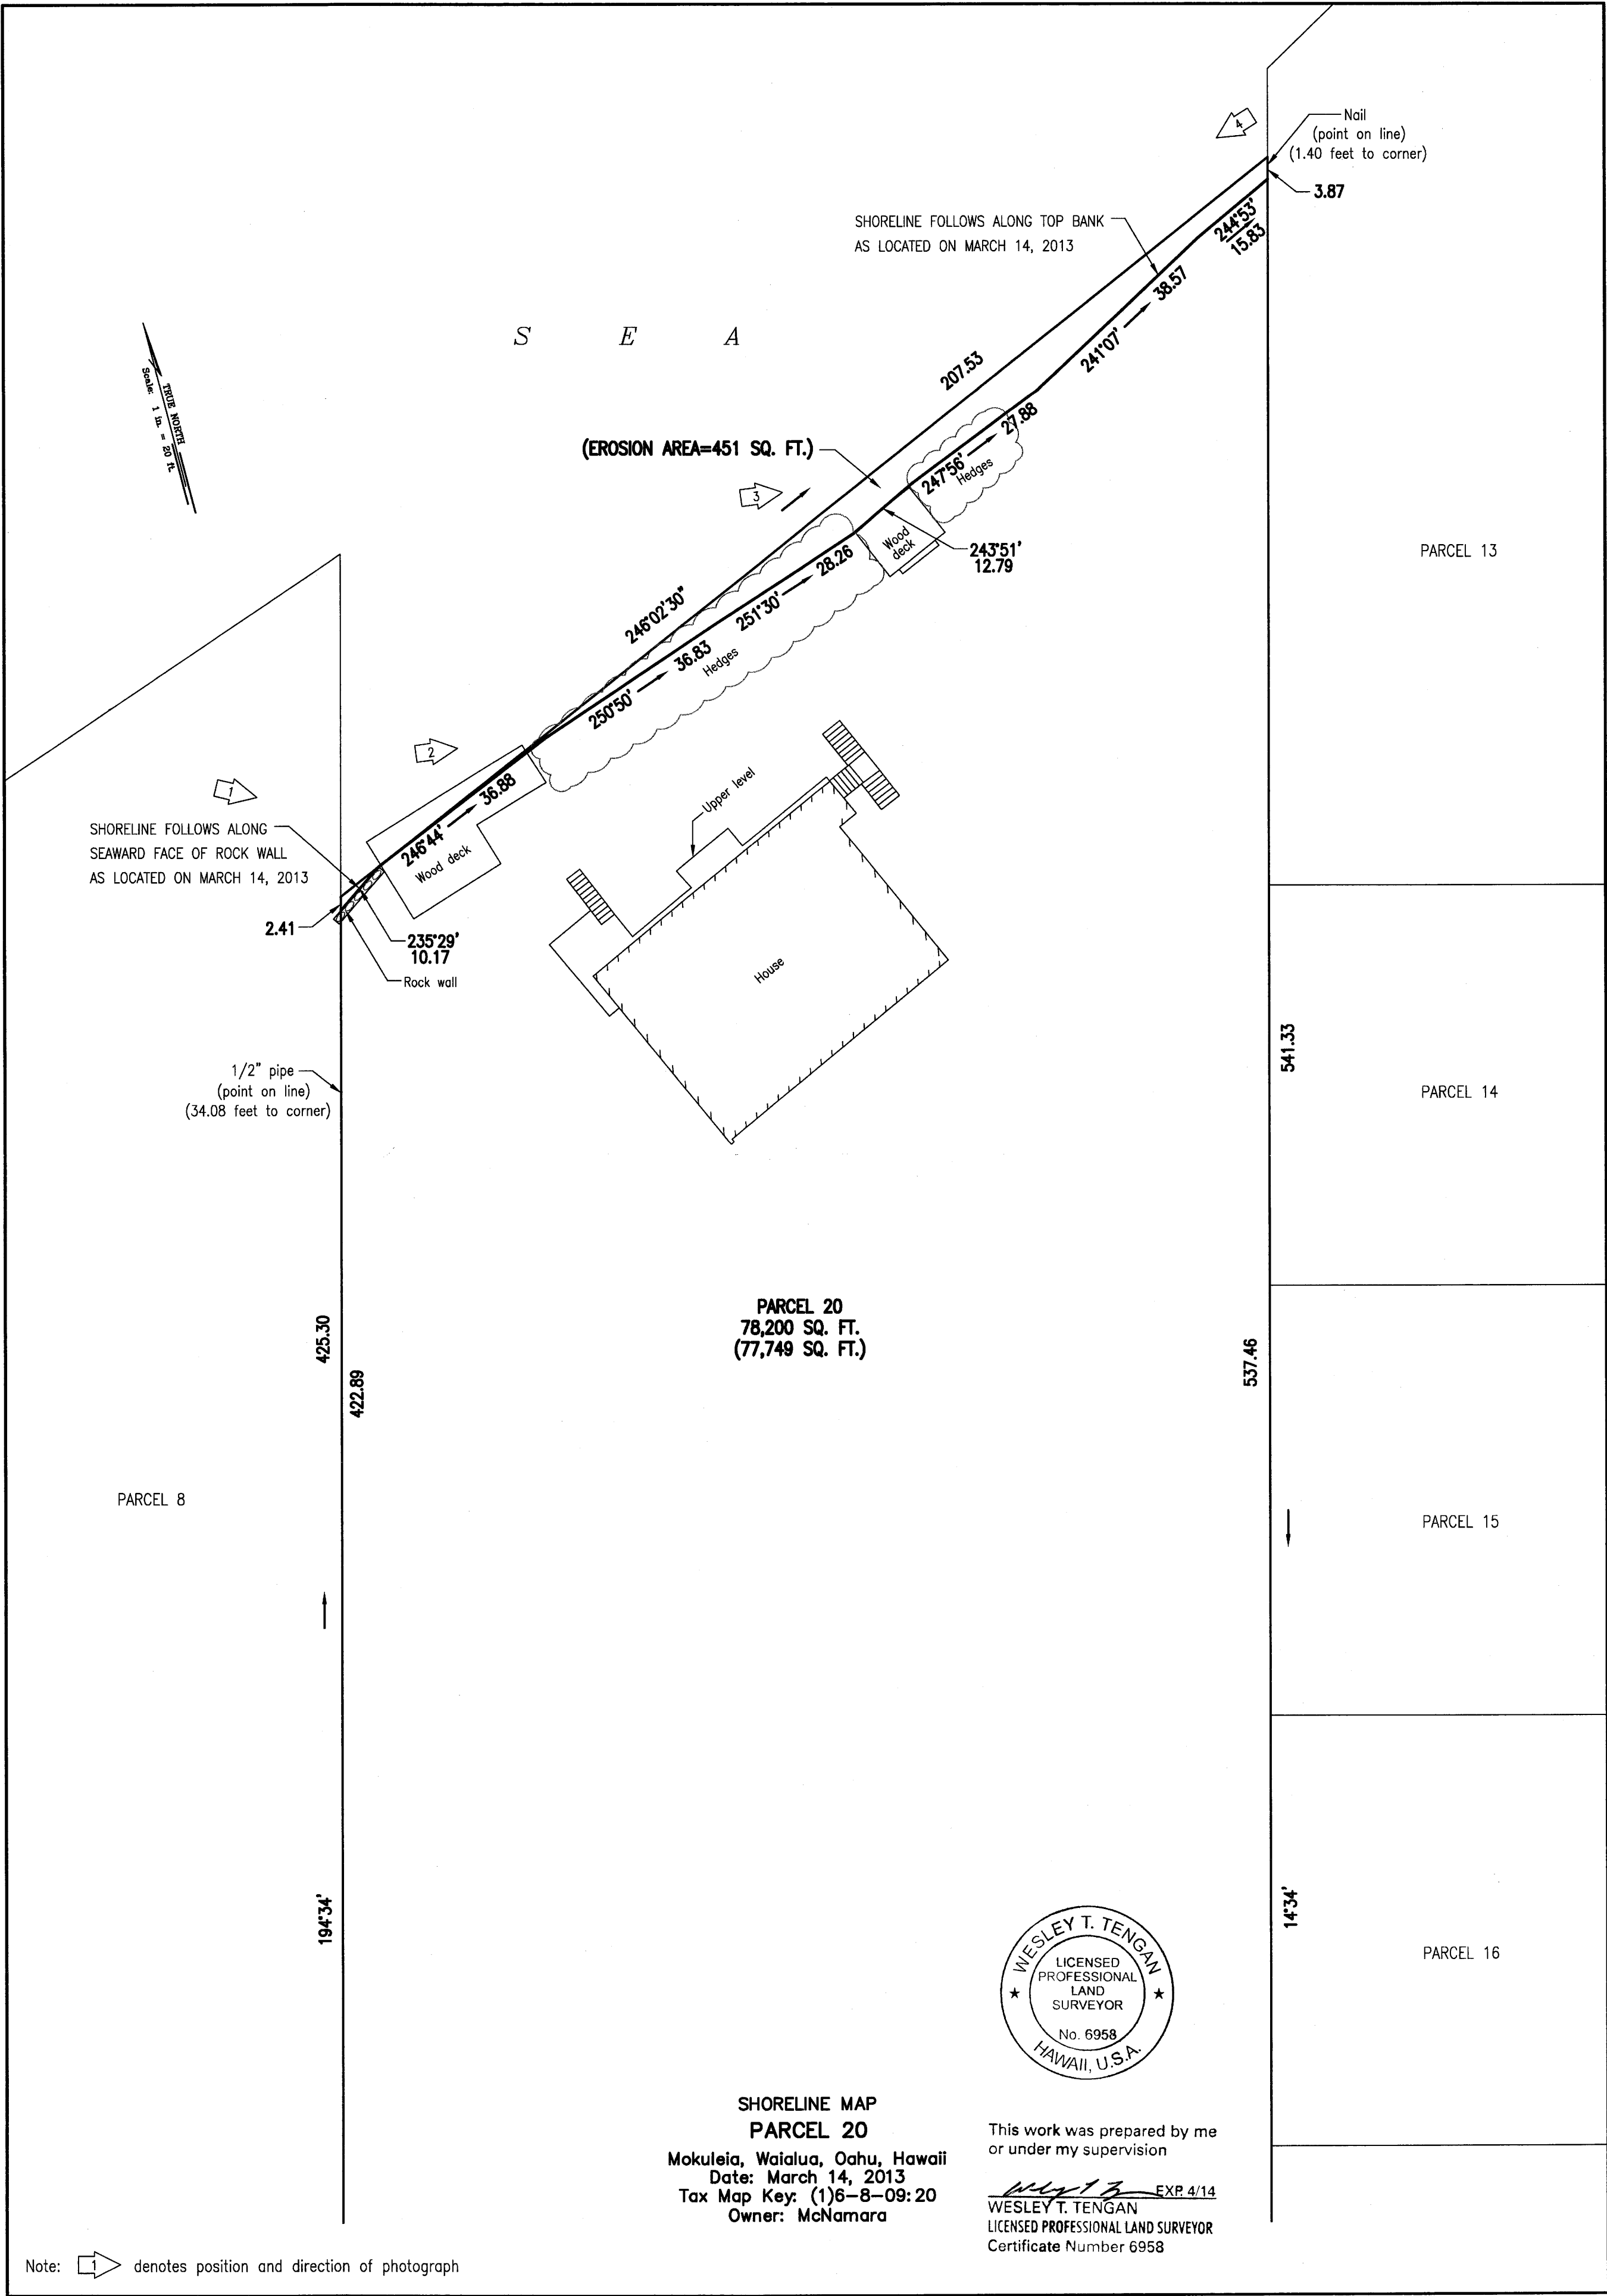 4
Nail
(point on line)
(1.40 feet to corner)
3.87
244°53'
15.83
SHORELINE FOLLOWS ALONG TOP BANK
AS LOCATED ON MARCH 14, 2013
38.57
241°07'
S E A
TRUE NORTH
Scale: 1 in. = 20 ft.
207.53
(EROSION AREA=451 SQ. FT.)
27.88
247°56'
Hedges
3
Wood
deck
243°51'
12.79
PARCEL 13
28.26
251°30'
246°02'30"
36.83
Hedges
250°50'
2
1
36.88
246°44'
Wood deck
Upper level
SHORELINE FOLLOWS ALONG
SEAWARD FACE OF ROCK WALL
AS LOCATED ON MARCH 14, 2013
2.41
235°29'
10.17
Rock wall
House
1/2" pipe
(point on line)
(34.08 feet to corner)
541.33
PARCEL 14
PARCEL 20
78,200 SQ. FT.
(77,749 SQ. FT.)
425.30
422.89
537.46
PARCEL 8
PARCEL 15
194°34'
14°34'
PARCEL 16
WESLEY T. TENGAN
LICENSED
PROFESSIONAL
LAND
SURVEYOR
No. 6958
HAWAII, U.S.A.
SHORELINE MAP
PARCEL 20
Mokuleia, Waialua, Oahu, Hawaii
Date: March 14, 2013
Tax Map Key: (1)6-8-09:20
Owner: McNamara
This work was prepared by me
or under my supervision
EXP. 4/14
WESLEY T. TENGAN
LICENSED PROFESSIONAL LAND SURVEYOR
Certificate Number 6958
Note: 1 denotes position and direction of photograph